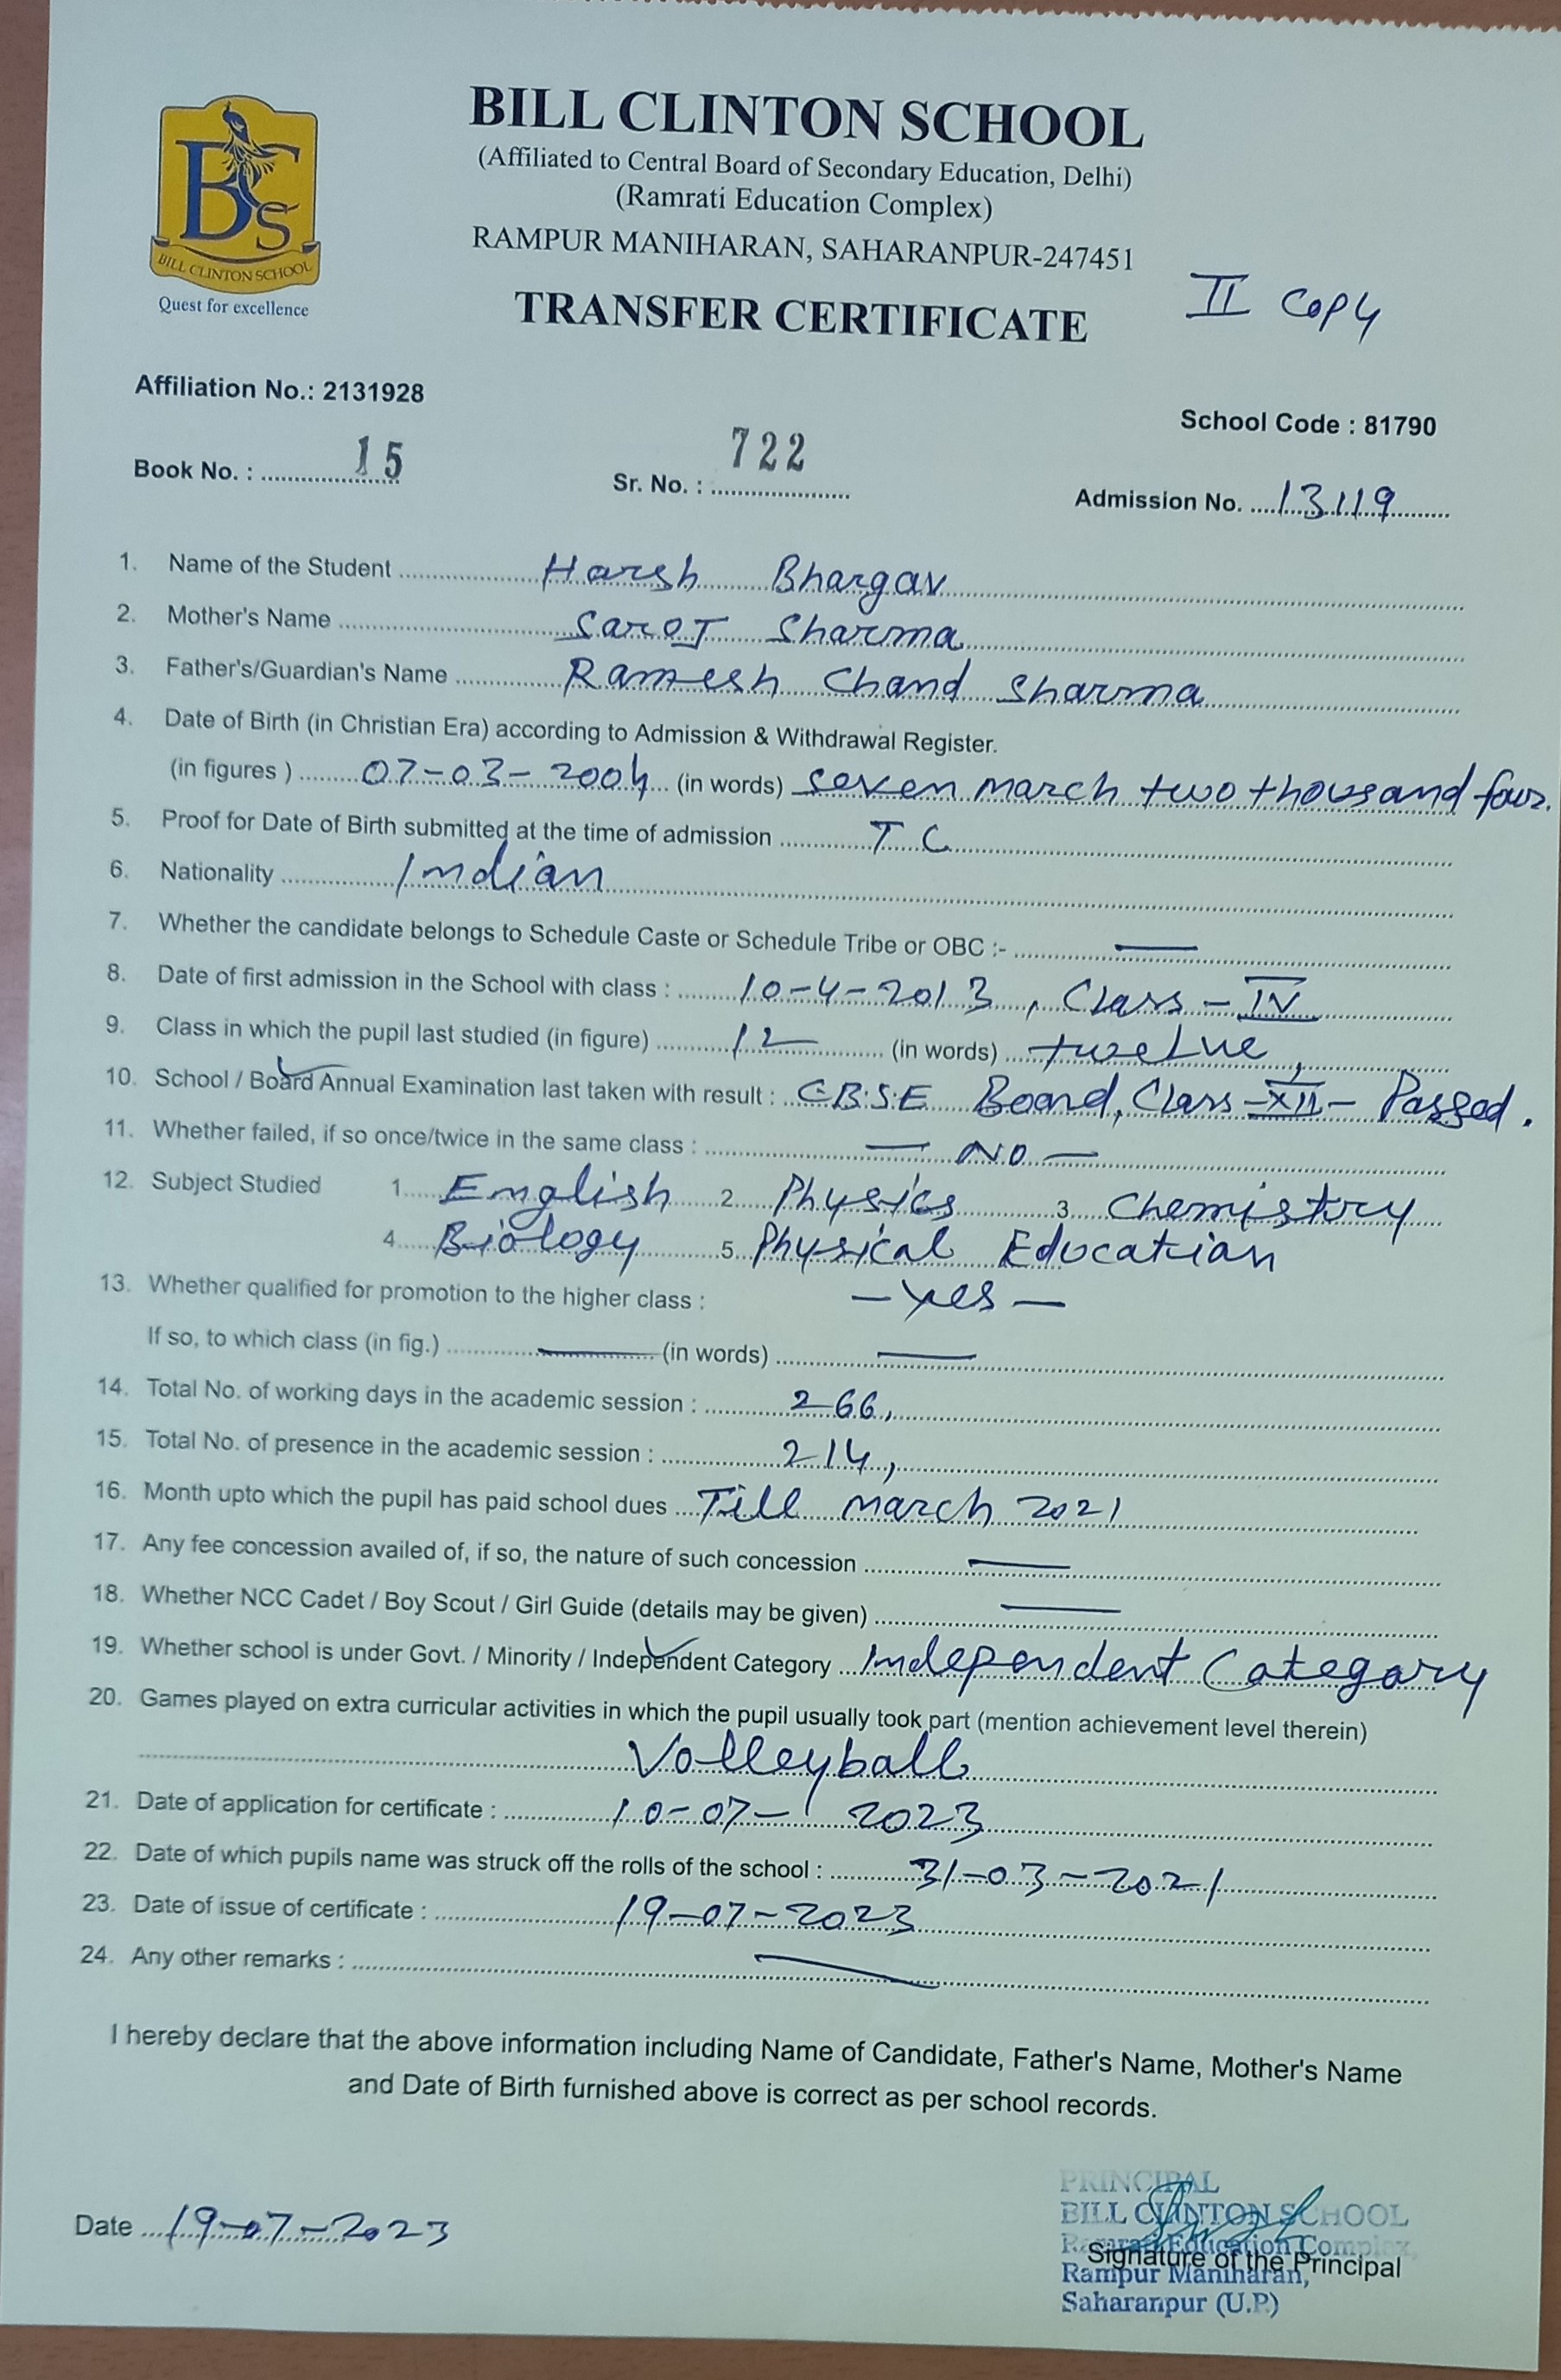 BILL CLINTON SCHOOL
(Affiliated to Central Board of Secondary Education, Delhi)
(Ramrati Education Complex)
RAMPUR MANIHARAN, SAHARANPUR-247451
BCS
BILL CLINTON SCHOOL
Quest for excellence
TRANSFER CERTIFICATE
II Copy
Affiliation No.: 2131928
School Code : 81790
Book No. : 15 Sr. No. : 722 Admission No. 13119
1. Name of the Student Harsh Bhargav
2. Mother's Name Saroj Sharma
3. Father's/Guardian's Name Ramesh Chand Sharma
4. Date of Birth (in Christian Era) according to Admission & Withdrawal Register.
(in figures ) 07-03-2004 (in words) seven march two thousand four.
5. Proof for Date of Birth submitted at the time of admission T C
6. Nationality Indian
7. Whether the candidate belongs to Schedule Caste or Schedule Tribe or OBC :- —
8. Date of first admission in the School with class : 10-4-2013, Class - IV
9. Class in which the pupil last studied (in figure) 12 (in words) twelve,
10. School / Board Annual Examination last taken with result : C.B.S.E Board, Class - XII - Passed.
11. Whether failed, if so once/twice in the same class : — NO —
12. Subject Studied 1. English 2. Physics 3. Chemistry
4. Biology 5. Physical Education
13. Whether qualified for promotion to the higher class : - yes -
If so, to which class (in fig.) — (in words) —
14. Total No. of working days in the academic session : 266,
15. Total No. of presence in the academic session : 214,
16. Month upto which the pupil has paid school dues Till march 2021
17. Any fee concession availed of, if so, the nature of such concession —
18. Whether NCC Cadet / Boy Scout / Girl Guide (details may be given) —
19. Whether school is under Govt. / Minority / Independent Category Independent Category
20. Games played on extra curricular activities in which the pupil usually took part (mention achievement level therein)
Volleyball
21. Date of application for certificate : 10-07-2023
22. Date of which pupils name was struck off the rolls of the school : 31-03-2021
23. Date of issue of certificate : 19-07-2023
24. Any other remarks : —
I hereby declare that the above information including Name of Candidate, Father's Name, Mother's Name
and Date of Birth furnished above is correct as per school records.
Date 19-07-2023
PRINCIPAL
BILL CLINTON SCHOOL
Ramrati Education Complex,
Signature of the Principal
Rampur Maniharan,
Saharanpur (U.P.)